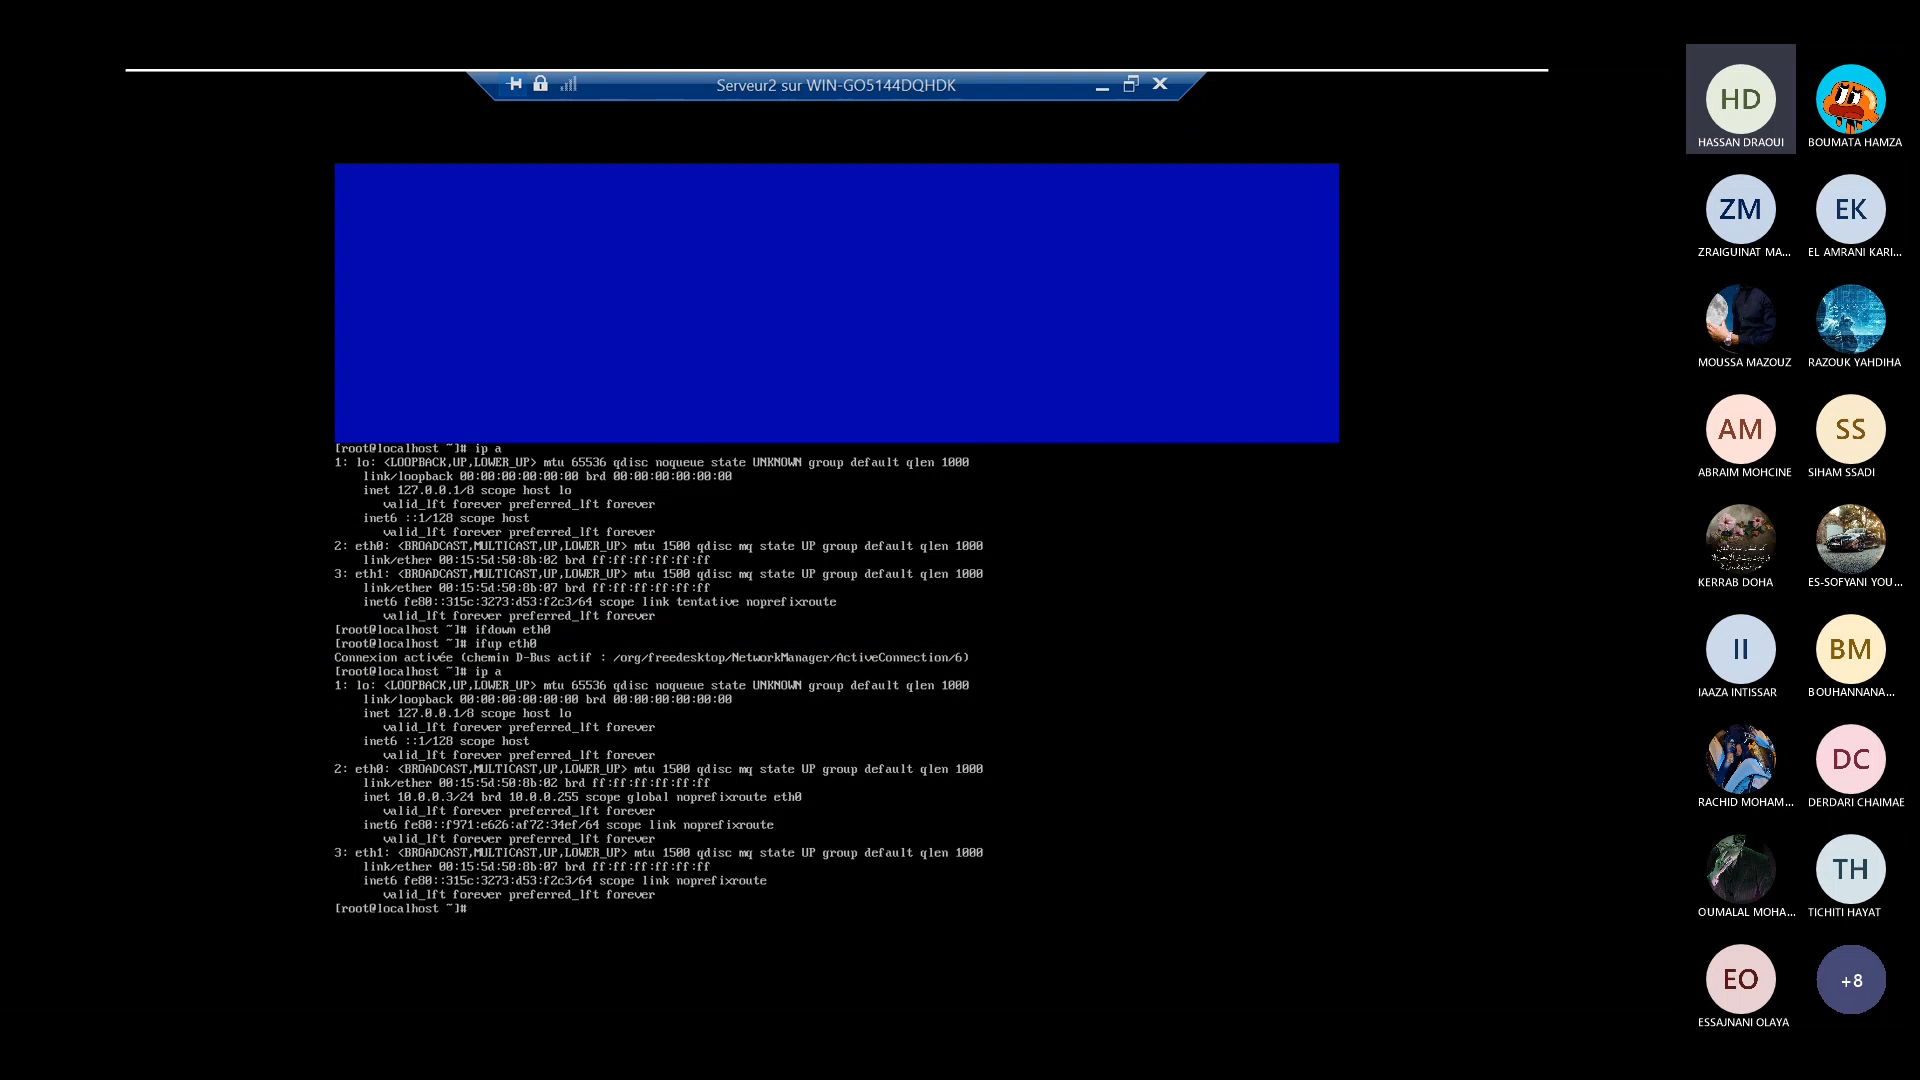 Serveur2 sur WIN-GO5144DQHDK
[root@localhost ~]# ip a
1: lo: <LOOPBACK,UP,LOWER_UP> mtu 65536 qdisc noqueue state UNKNOWN group default qlen 1000
link/loopback 00:00:00:00:00:00 brd 00:00:00:00:00:00
inet 127.0.0.1/8 scope host lo
valid_lft forever preferred_lft forever
inet6 ::1/128 scope host
valid_lft forever preferred_lft forever
2: eth0: <BROADCAST,MULTICAST,UP,LOWER_UP> mtu 1500 qdisc mq state UP group default qlen 1000
link/ether 00:15:5d:50:8b:02 brd ff:ff:ff:ff:ff:ff
3: eth1: <BROADCAST,MULTICAST,UP,LOWER_UP> mtu 1500 qdisc mq state UP group default qlen 1000
link/ether 00:15:5d:50:8b:07 brd ff:ff:ff:ff:ff:ff
inet6 fe80::315c:3273:d53:f2c3/64 scope link tentative noprefixroute
valid_lft forever preferred_lft forever
[root@localhost ~]# ifdown eth0
[root@localhost ~]# ifup eth0
Connexion activée (chemin D-Bus actif : /org/freedesktop/NetworkManager/ActiveConnection/6)
[root@localhost ~]# ip a
1: lo: <LOOPBACK,UP,LOWER_UP> mtu 65536 qdisc noqueue state UNKNOWN group default qlen 1000
link/loopback 00:00:00:00:00:00 brd 00:00:00:00:00:00
inet 127.0.0.1/8 scope host lo
valid_lft forever preferred_lft forever
inet6 ::1/128 scope host
valid_lft forever preferred_lft forever
2: eth0: <BROADCAST,MULTICAST,UP,LOWER_UP> mtu 1500 qdisc mq state UP group default qlen 1000
link/ether 00:15:5d:50:8b:02 brd ff:ff:ff:ff:ff:ff
inet 10.0.0.3/24 brd 10.0.0.255 scope global noprefixroute eth0
valid_lft forever preferred_lft forever
inet6 fe80::f971:e626:af72:34ef/64 scope link noprefixroute
valid_lft forever preferred_lft forever
3: eth1: <BROADCAST,MULTICAST,UP,LOWER_UP> mtu 1500 qdisc mq state UP group default qlen 1000
link/ether 00:15:5d:50:8b:07 brd ff:ff:ff:ff:ff:ff
inet6 fe80::315c:3273:d53:f2c3/64 scope link noprefixroute
valid_lft forever preferred_lft forever
[root@localhost ~]#
HD
HASSAN DRAOUI
BOUMATA HAMZA
ZM
ZRAIGUINAT MA...
EK
EL AMRANI KARI...
MOUSSA MAZOUZ
RAZOUK YAHDIHA
AM
ABRAIM MOHCINE
SS
SIHAM SSADI
KERRAB DOHA
ES-SOFYANI YOU...
II
IAAZA INTISSAR
BM
BOUHANNANA...
RACHID MOHAM...
DC
DERDARI CHAIMAE
OUMALAL MOHA...
TH
TICHITI HAYAT
EO
ESSAJNANI OLAYA
+8